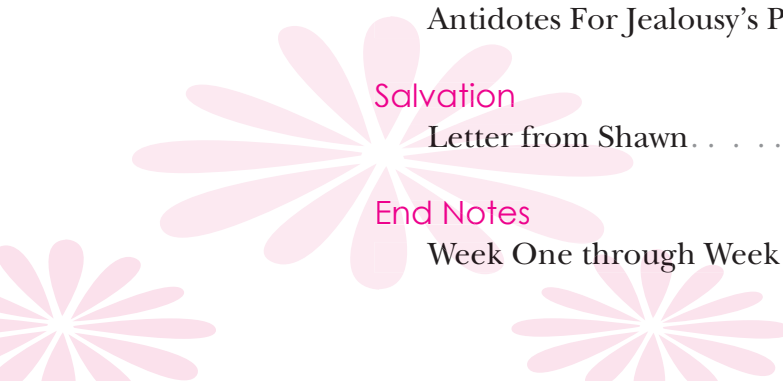 Antidotes For Jealousy's
Salvation
Letter from Shawn. . . . .
End Notes
Week One through Week